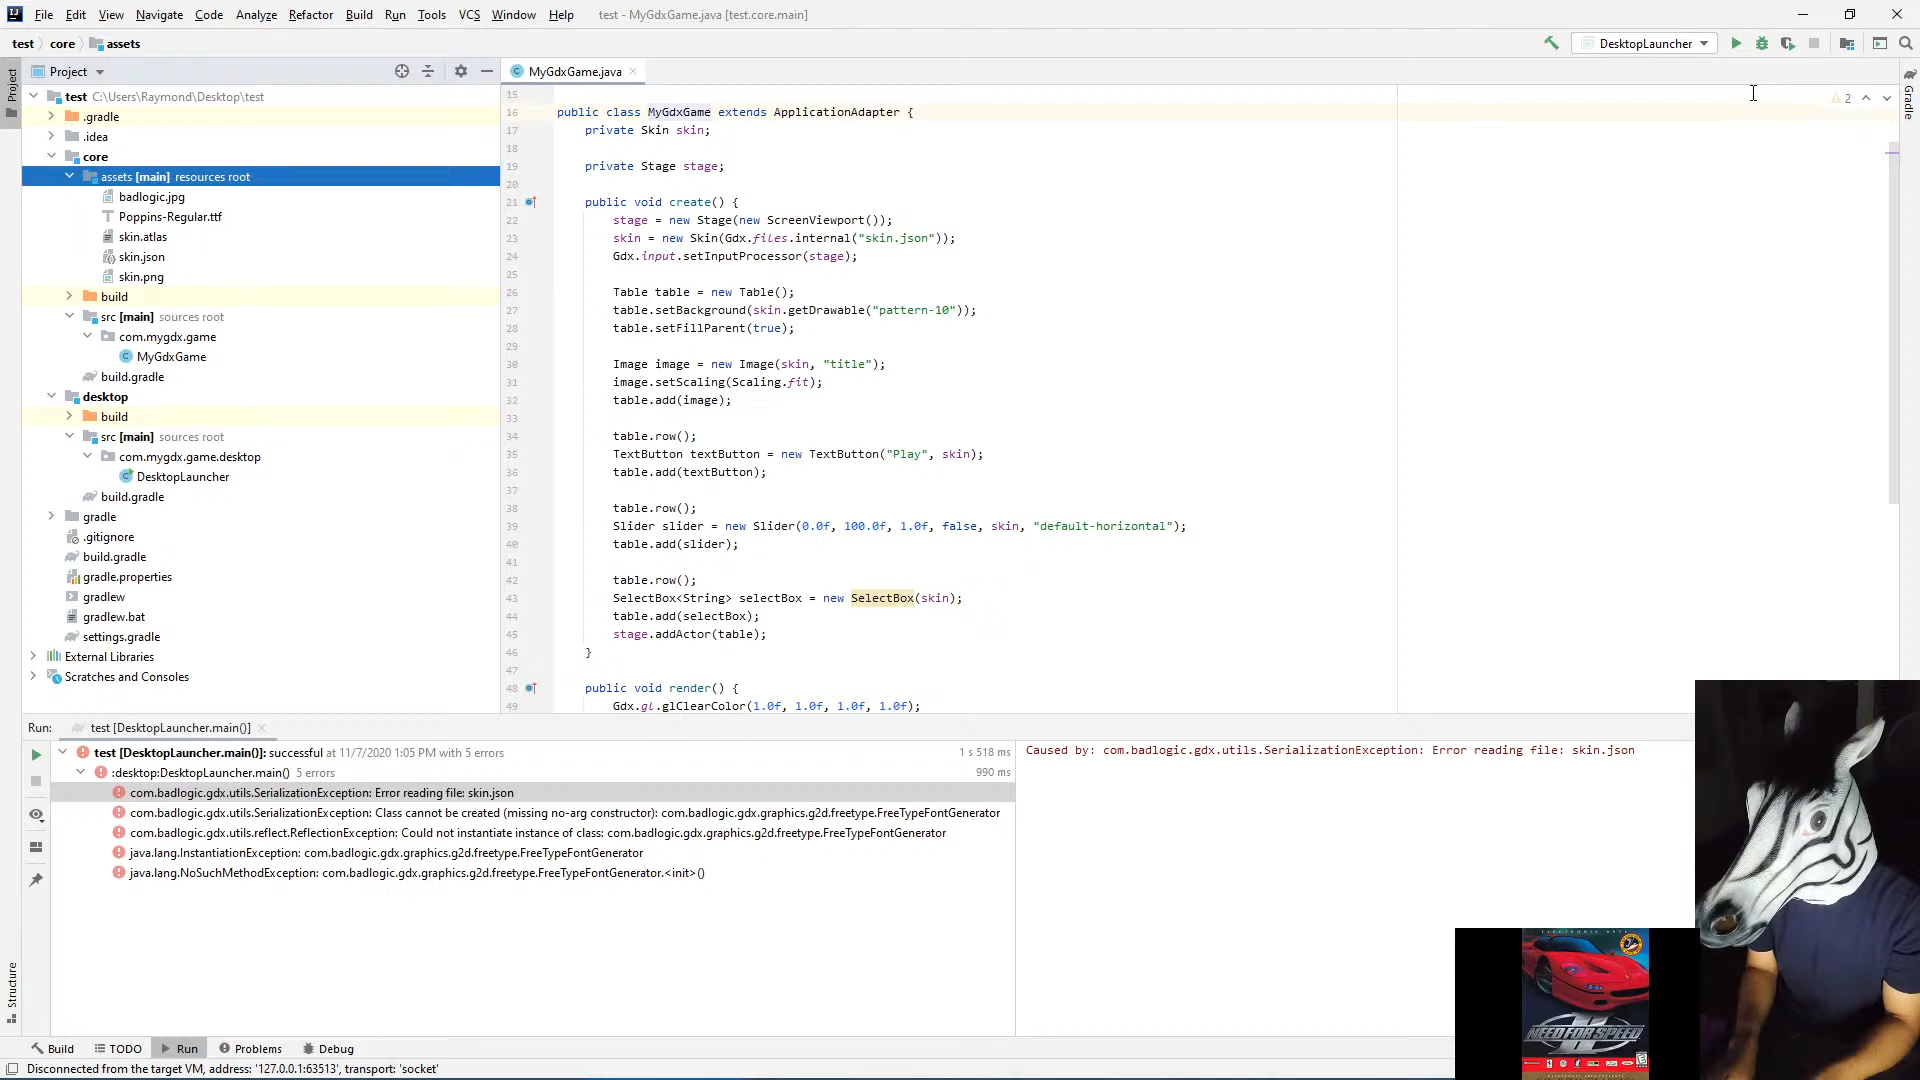 File Edit View Navigate Code Analyze Refactor Build Run Tools VCS Window Help test - MyGdxGame.java [test.core.main]
test core assets DesktopLauncher
Project MyGdxGame.java
Project
Structure
Gradle
test C:\Users\Raymond\Desktop\test
.gradle
.idea
core
assets [main] resources root
badlogic.jpg
Poppins-Regular.ttf
skin.atlas
skin.json
skin.png
build
src [main] sources root
com.mygdx.game
MyGdxGame
build.gradle
desktop
build
src [main] sources root
com.mygdx.game.desktop
DesktopLauncher
build.gradle
gradle
.gitignore
build.gradle
gradle.properties
gradlew
gradlew.bat
settings.gradle
External Libraries
Scratches and Consoles
2
15
16 public class MyGdxGame extends ApplicationAdapter {
17 private Skin skin;
18
19 private Stage stage;
20
21 public void create() {
22 stage = new Stage(new ScreenViewport());
23 skin = new Skin(Gdx.files.internal("skin.json"));
24 Gdx.input.setInputProcessor(stage);
25
26 Table table = new Table();
27 table.setBackground(skin.getDrawable("pattern-10"));
28 table.setFillParent(true);
29
30 Image image = new Image(skin, "title");
31 image.setScaling(Scaling.fit);
32 table.add(image);
33
34 table.row();
35 TextButton textButton = new TextButton("Play", skin);
36 table.add(textButton);
37
38 table.row();
39 Slider slider = new Slider(0.0f, 100.0f, 1.0f, false, skin, "default-horizontal");
40 table.add(slider);
41
42 table.row();
43 SelectBox<String> selectBox = new SelectBox(skin);
44 table.add(selectBox);
45 stage.addActor(table);
46 }
47
48 public void render() {
49 Gdx.gl.glClearColor(1.0f, 1.0f, 1.0f, 1.0f);
Run: test [DesktopLauncher.main()]
test [DesktopLauncher.main()]: successful at 11/7/2020 1:05 PM with 5 errors 1 s 518 ms
:desktop:DesktopLauncher.main() 5 errors 990 ms
com.badlogic.gdx.utils.SerializationException: Error reading file: skin.json
com.badlogic.gdx.utils.SerializationException: Class cannot be created (missing no-arg constructor): com.badlogic.gdx.graphics.g2d.freetype.FreeTypeFontGenerator
com.badlogic.gdx.utils.reflect.ReflectionException: Could not instantiate instance of class: com.badlogic.gdx.graphics.g2d.freetype.FreeTypeFontGenerator
java.lang.InstantiationException: com.badlogic.gdx.graphics.g2d.freetype.FreeTypeFontGenerator
java.lang.NoSuchMethodException: com.badlogic.gdx.graphics.g2d.freetype.FreeTypeFontGenerator.<init>()
Caused by: com.badlogic.gdx.utils.SerializationException: Error reading file: skin.json
ELECTRONIC ARTS
NEED FOR SPEED
II
Build TODO Run Problems Debug
Disconnected from the target VM, address: '127.0.0.1:63513', transport: 'socket'